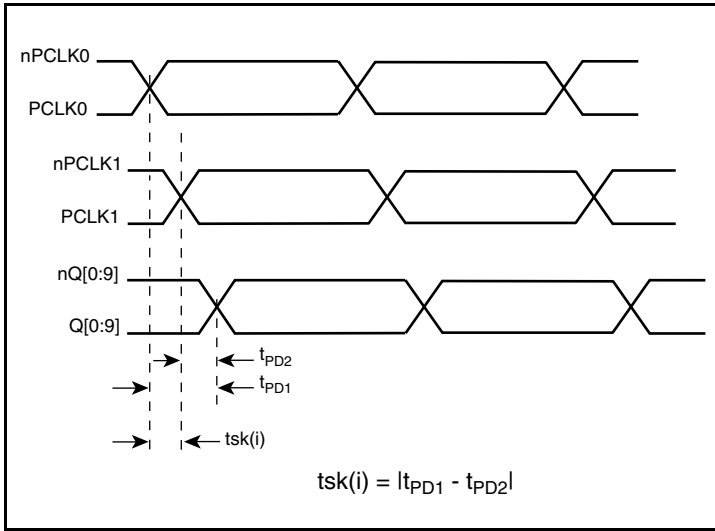 nPCLK0
PCLK0
nPCLK1
PCLK1
nQ[0:9]
Q[0:9]
tPD2
tPD1
tsk(i)
tsk(i) = |tPD1 - tPD2|